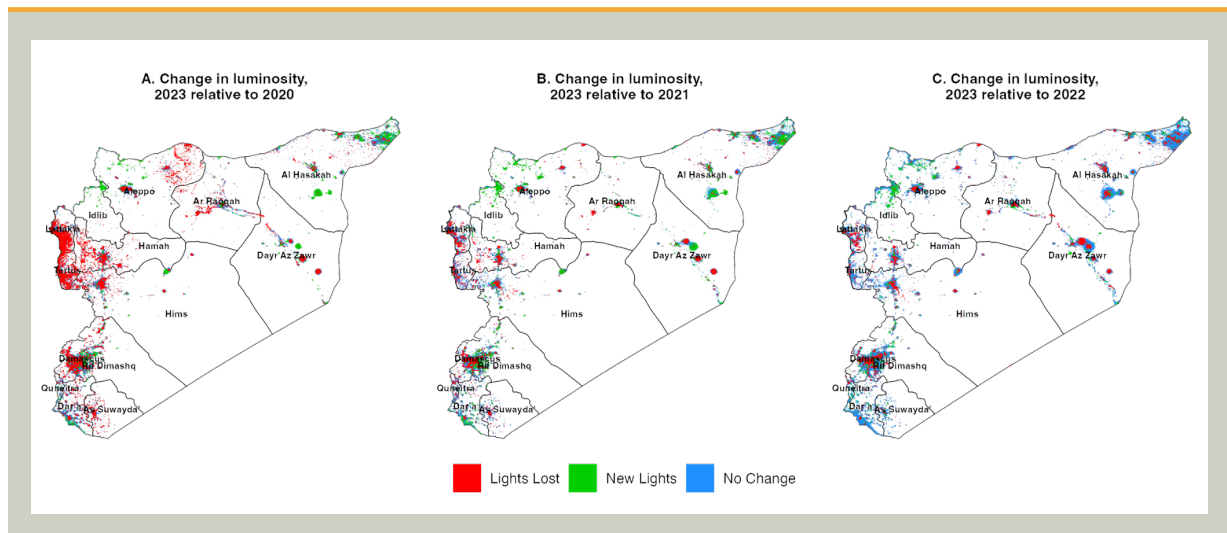 A. Change in luminosity,
2023 relative to 2020
Al Hasakah
Aleppo
Ar Raqqah
Idlib
Lattakia
Hamah
Dayr Az Zawr
Tartus
Hims
Damascus
Rif Dimashq
Quneitra
Dar'a
As Suwayda
B. Change in luminosity,
2023 relative to 2021
Al Hasakah
Aleppo
Ar Raqqah
Idlib
Lattakia
Hamah
Dayr Az Zawr
Tartus
Hims
Damascus
Rif Dimashq
Quneitra
Dar'a
As Suwayda
C. Change in luminosity,
2023 relative to 2022
Al Hasakah
Aleppo
Ar Raqqah
Idlib
Lattakia
Hamah
Dayr Az Zawr
Tartus
Hims
Damascus
Rif Dimashq
Quneitra
Dar'a
As Suwayda
Lights Lost
New Lights
No Change